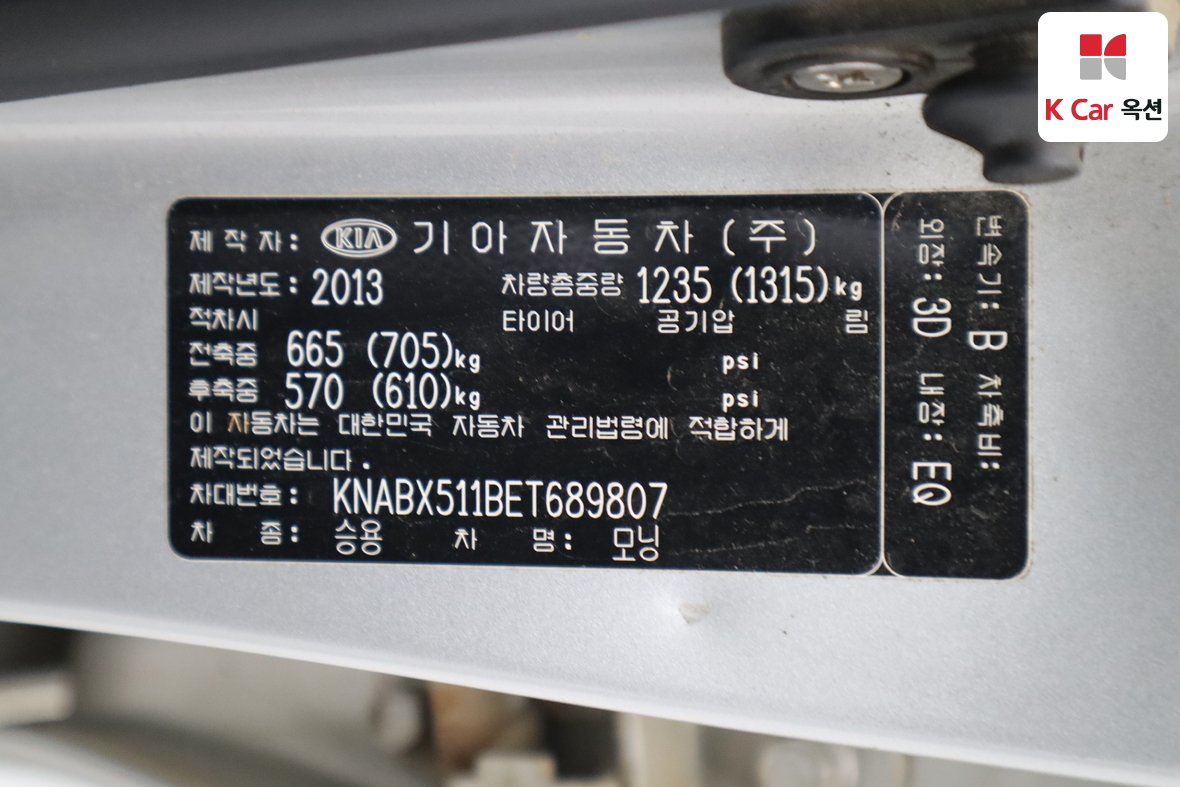 K Car 옥션
제 작 자 : KIA 기 아 자 동 차 ( 주 )
제작년도 : 2013 차량총중량 1235 (1315)kg
적차시 타이어 공기압 림
전축중 665 (705)kg psi
후축중 570 (610)kg psi
이 자동차는 대한민국 자동차 관리법령에 적합하게
제작되었습니다 .
차대번호 : KNABX511BET689807
차 종 : 승용 차 명 : 모닝
변속기: B 차축비:
외장: 3D 내장: EQ